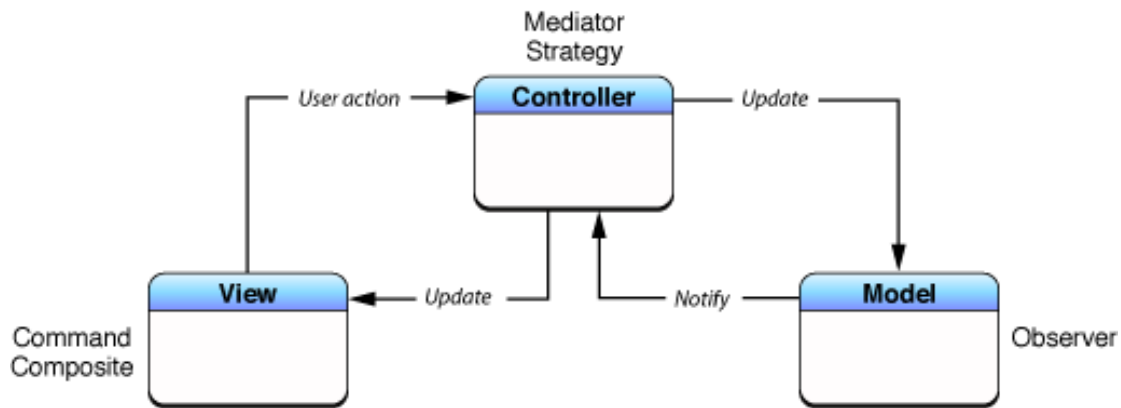 Mediator
Strategy
Controller
User action
Update
View
Update
Notify
Model
Command
Composite
Observer